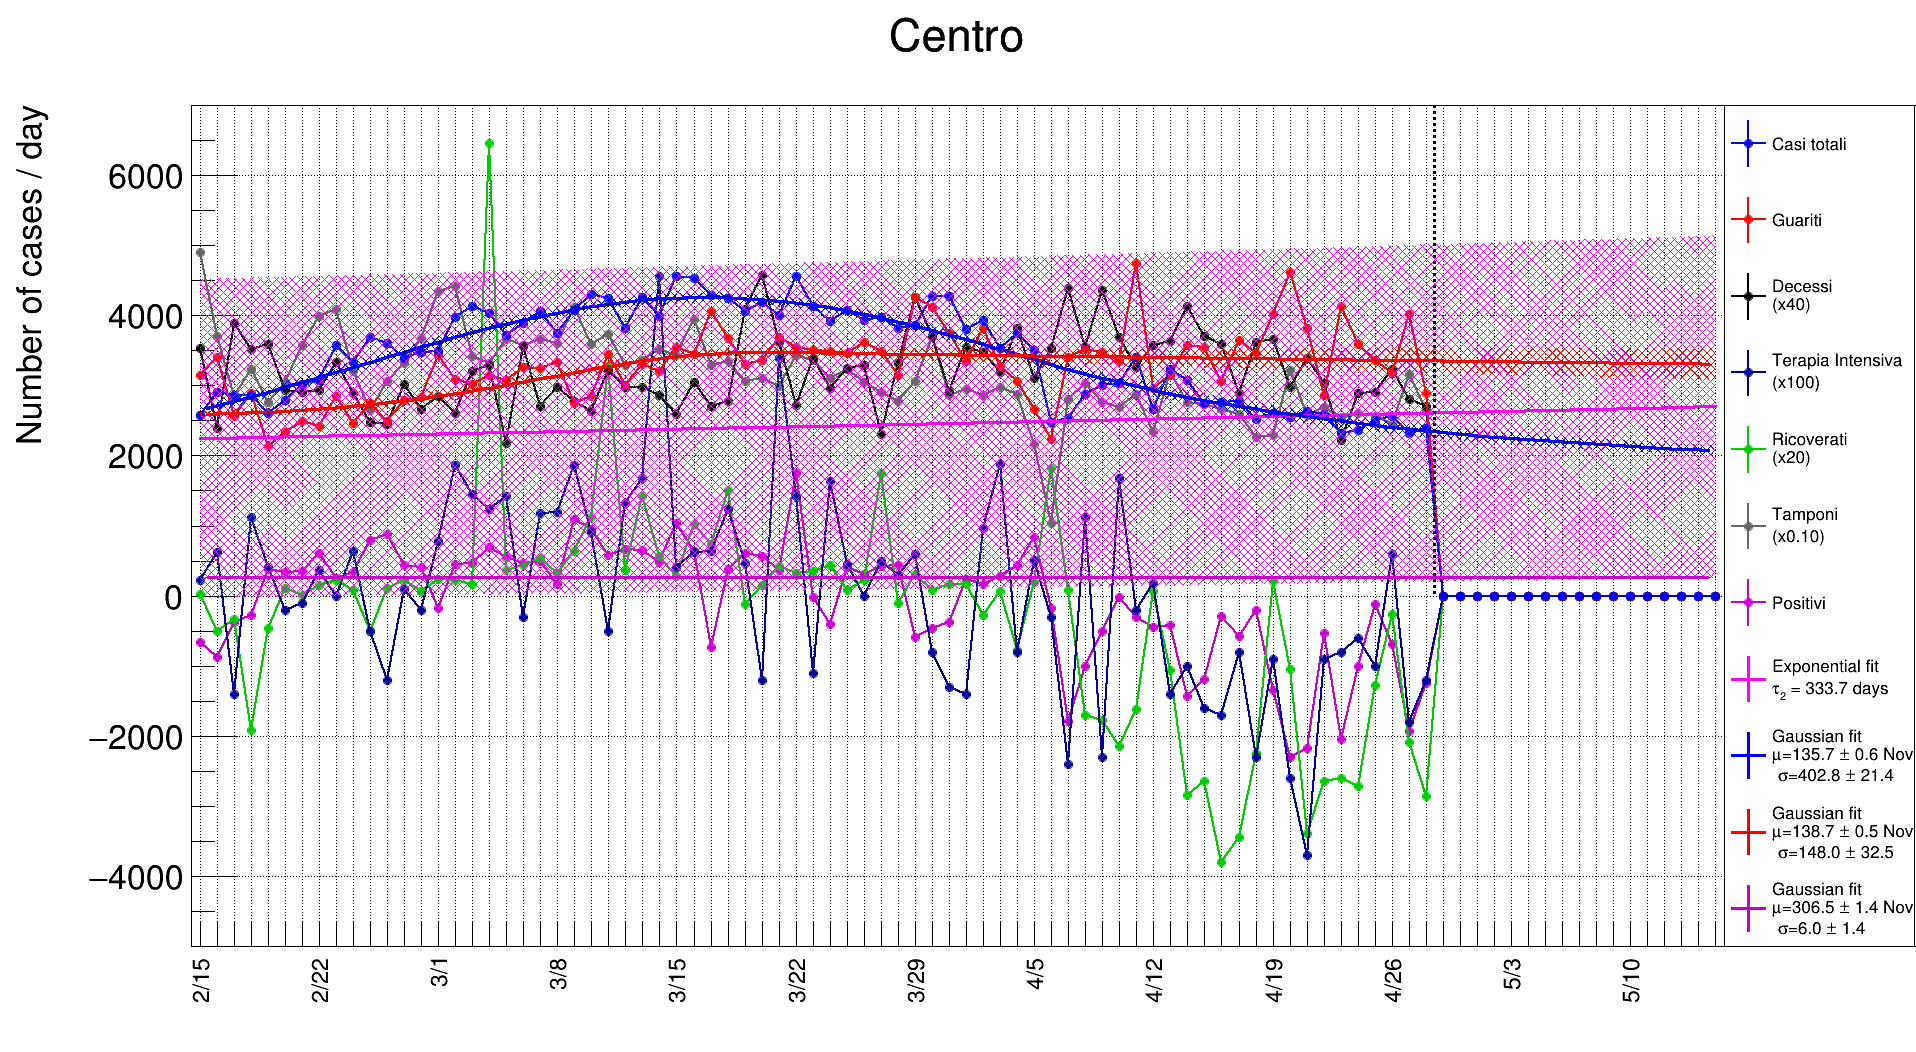 Centro
Number of cases / day
6000
4000
2000
0
−2000
−4000
2/15
2/22
3/1
3/8
3/15
3/22
3/29
4/5
4/12
4/19
4/26
5/3
5/10
Casi totali
Guariti
Decessi
(x40)
Terapia Intensiva
(x100)
Ricoverati
(x20)
Tamponi
(x0.10)
Positivi
Exponential fit
τ2 = 333.7 days
Gaussian fit
μ=135.7 ± 0.6 Nov
σ=402.8 ± 21.4
Gaussian fit
μ=138.7 ± 0.5 Nov
σ=148.0 ± 32.5
Gaussian fit
μ=306.5 ± 1.4 Nov
σ=6.0 ± 1.4